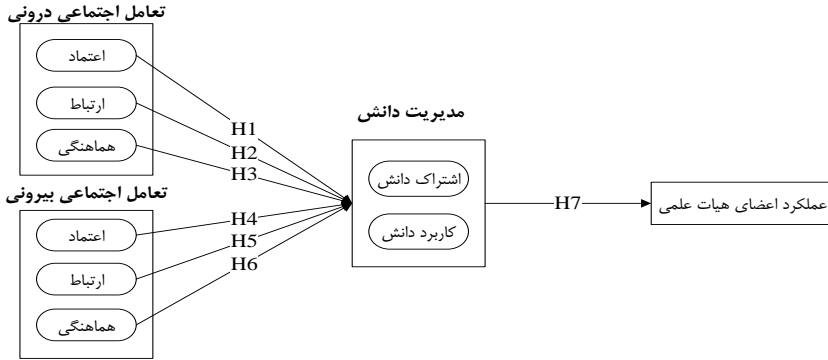 تعامل اجتماعی درونی
اعتماد
ارتباط
هماهنگی
H1
H2
H3
تعامل اجتماعی بیرونی
اعتماد
ارتباط
هماهنگی
H4
H5
H6
مدیریت دانش
اشتراک دانش
کاربرد دانش
H7
عملکرد اعضای هیات علمی